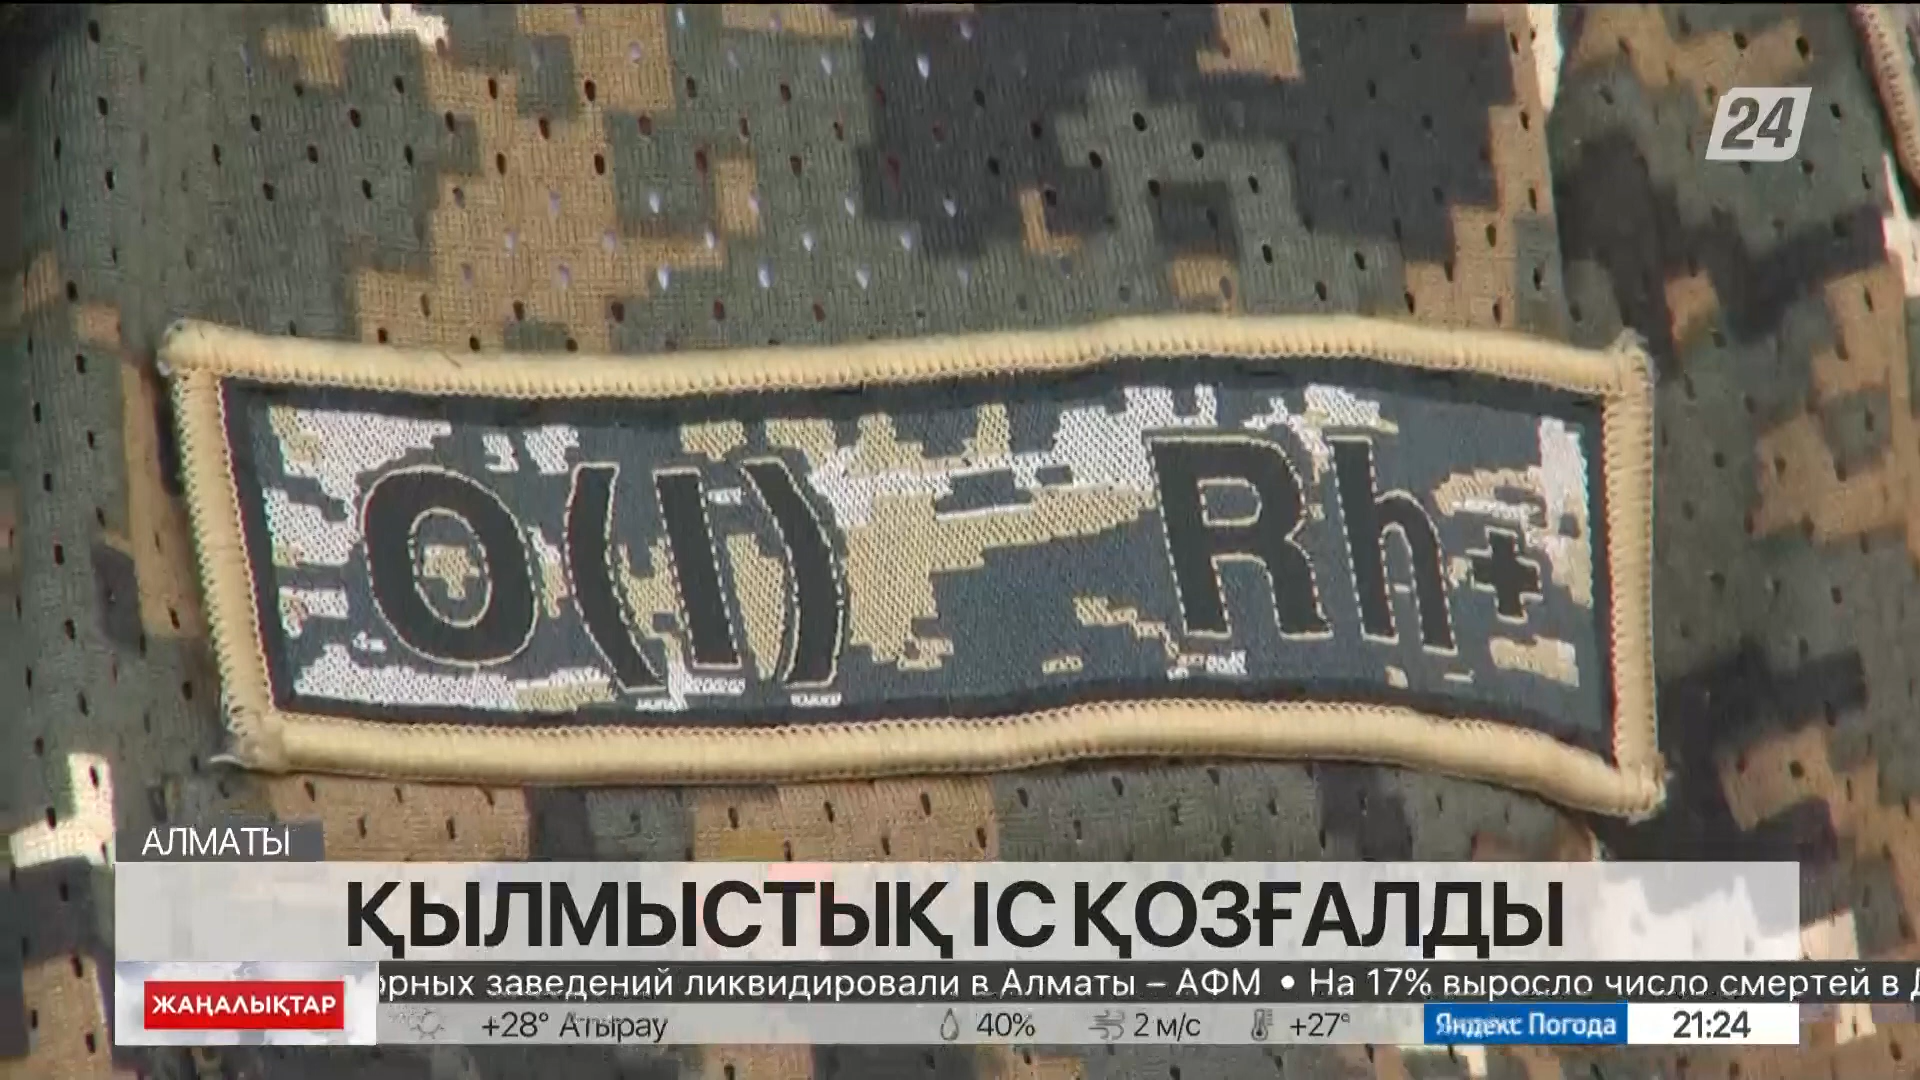 24
O(I) Rh+
АЛМАТЫ
ҚЫЛМЫСТЫҚ ІС ҚОЗҒАЛДЫ
заведений ликвидировали в Алматы – АФМ • На 17% выросло число смертей в
ЖАҢАЛЫҚТАР
+28° Атырау 40% 2 м/с +27° Яндекс Погода 21:24